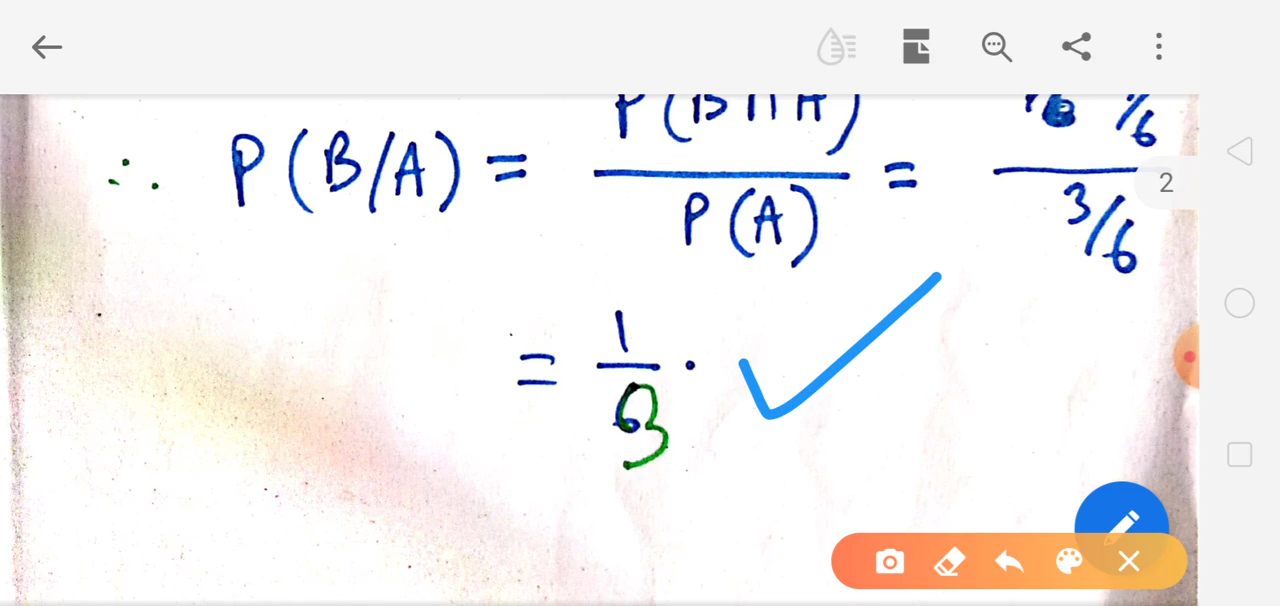 ∴ P(B/A) = P(B∩A) / P(A) = 1/6 / 3/6
2
= 1/3 .